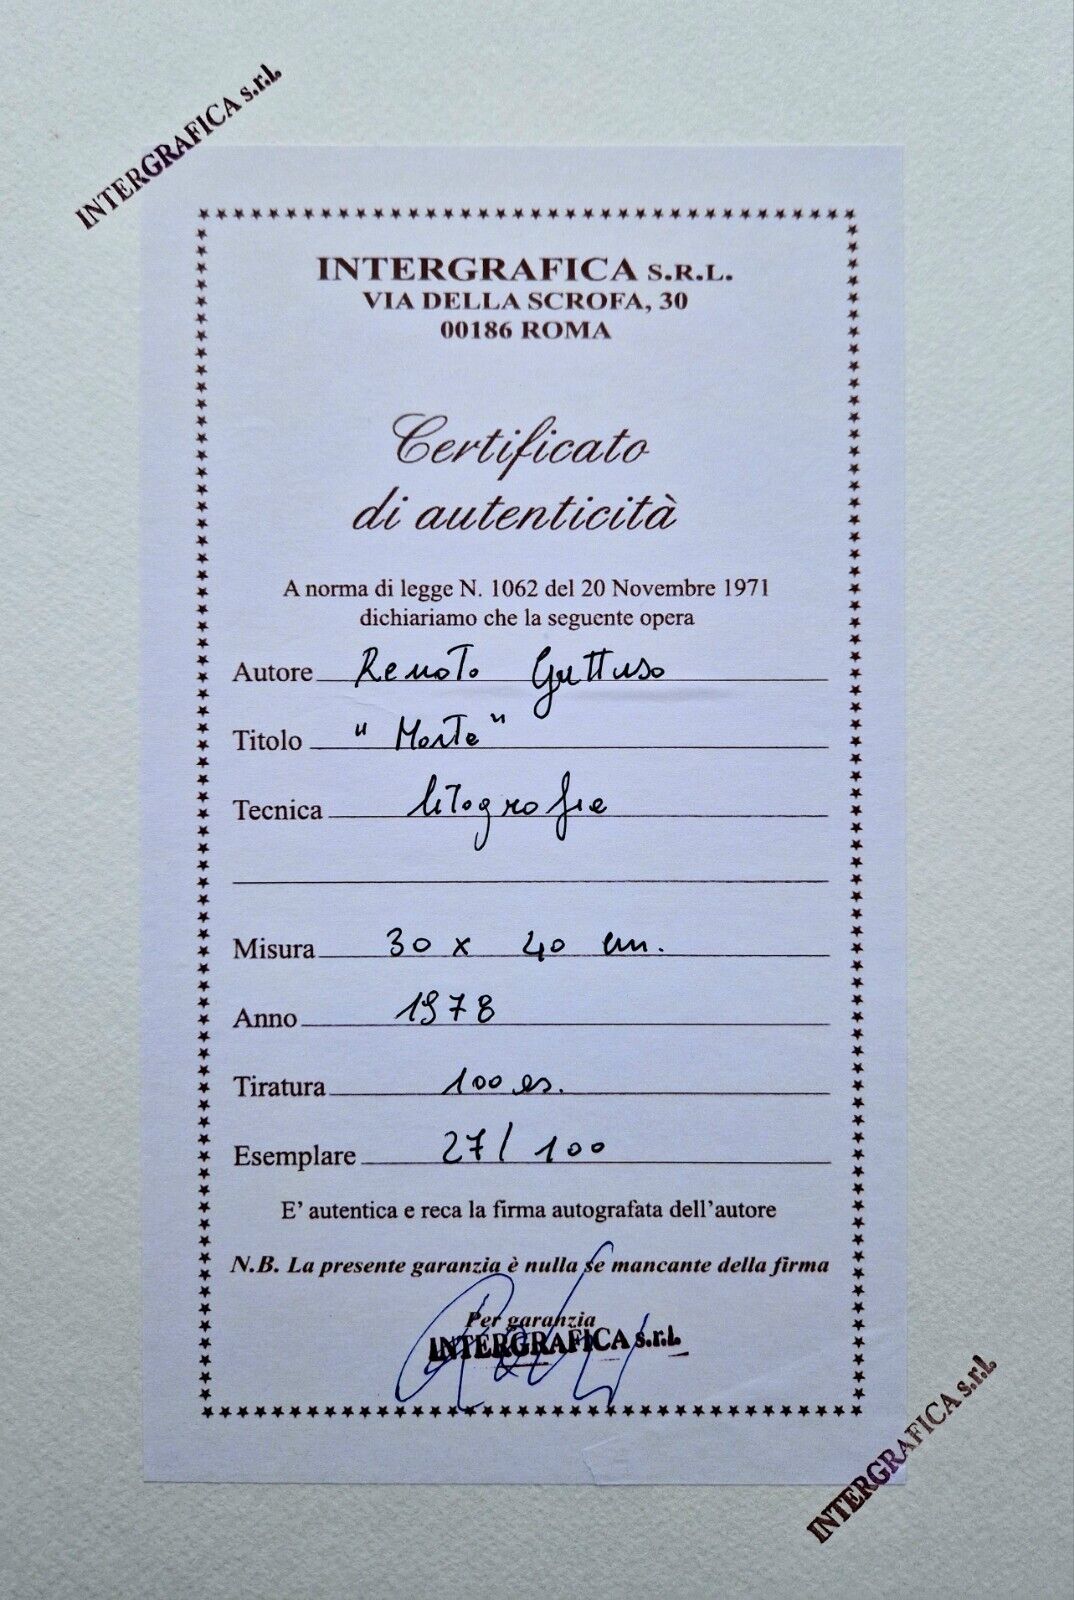 INTERGRAFICA s.r.l.
INTERGRAFICA S.R.L.
VIA DELLA SCROFA, 30
00186 ROMA
Certificato
di autenticità
A norma di legge N. 1062 del 20 Novembre 1971
dichiariamo che la seguente opera
Autore Renato Guttuso
Titolo "Morte"
Tecnica litografia
Misura 30 x 40 cm.
Anno 1978
Tiratura 100 es.
Esemplare 27/100
E' autentica e reca la firma autografata dell'autore
N.B. La presente garanzia è nulla se mancante della firma
Per garanzia
INTERGRAFICA s.r.l.
INTERGRAFICA s.r.l.